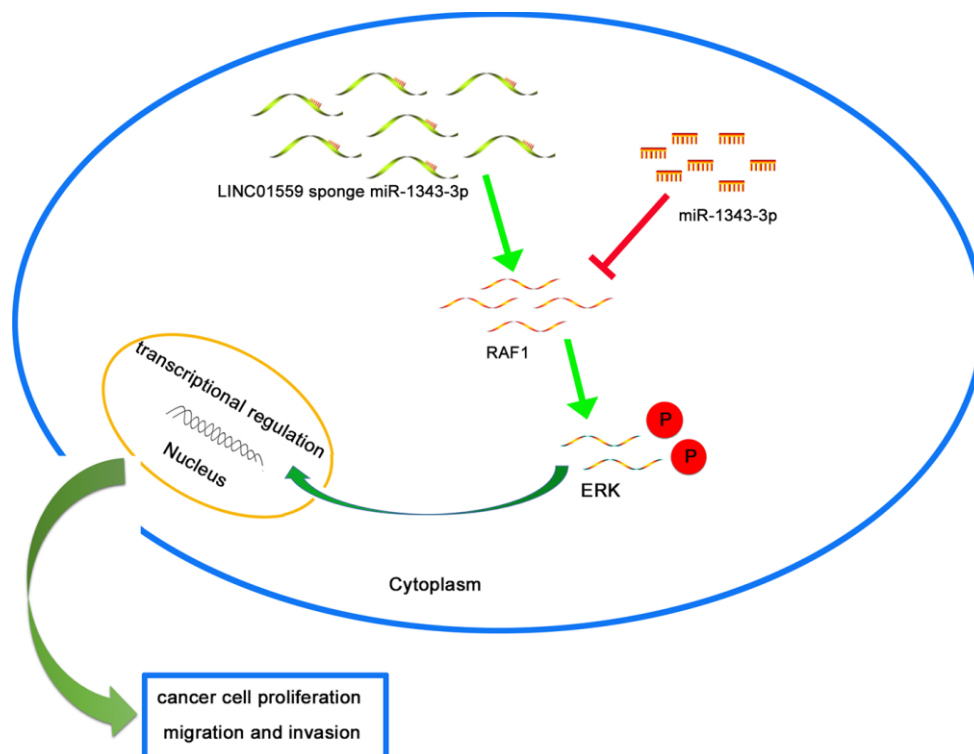 LINC01559 sponge miR-1343-3p
miR-1343-3p
RAF1
transcriptional regulation
Nucleus
P
P
ERK
Cytoplasm
cancer cell proliferation
migration and invasion